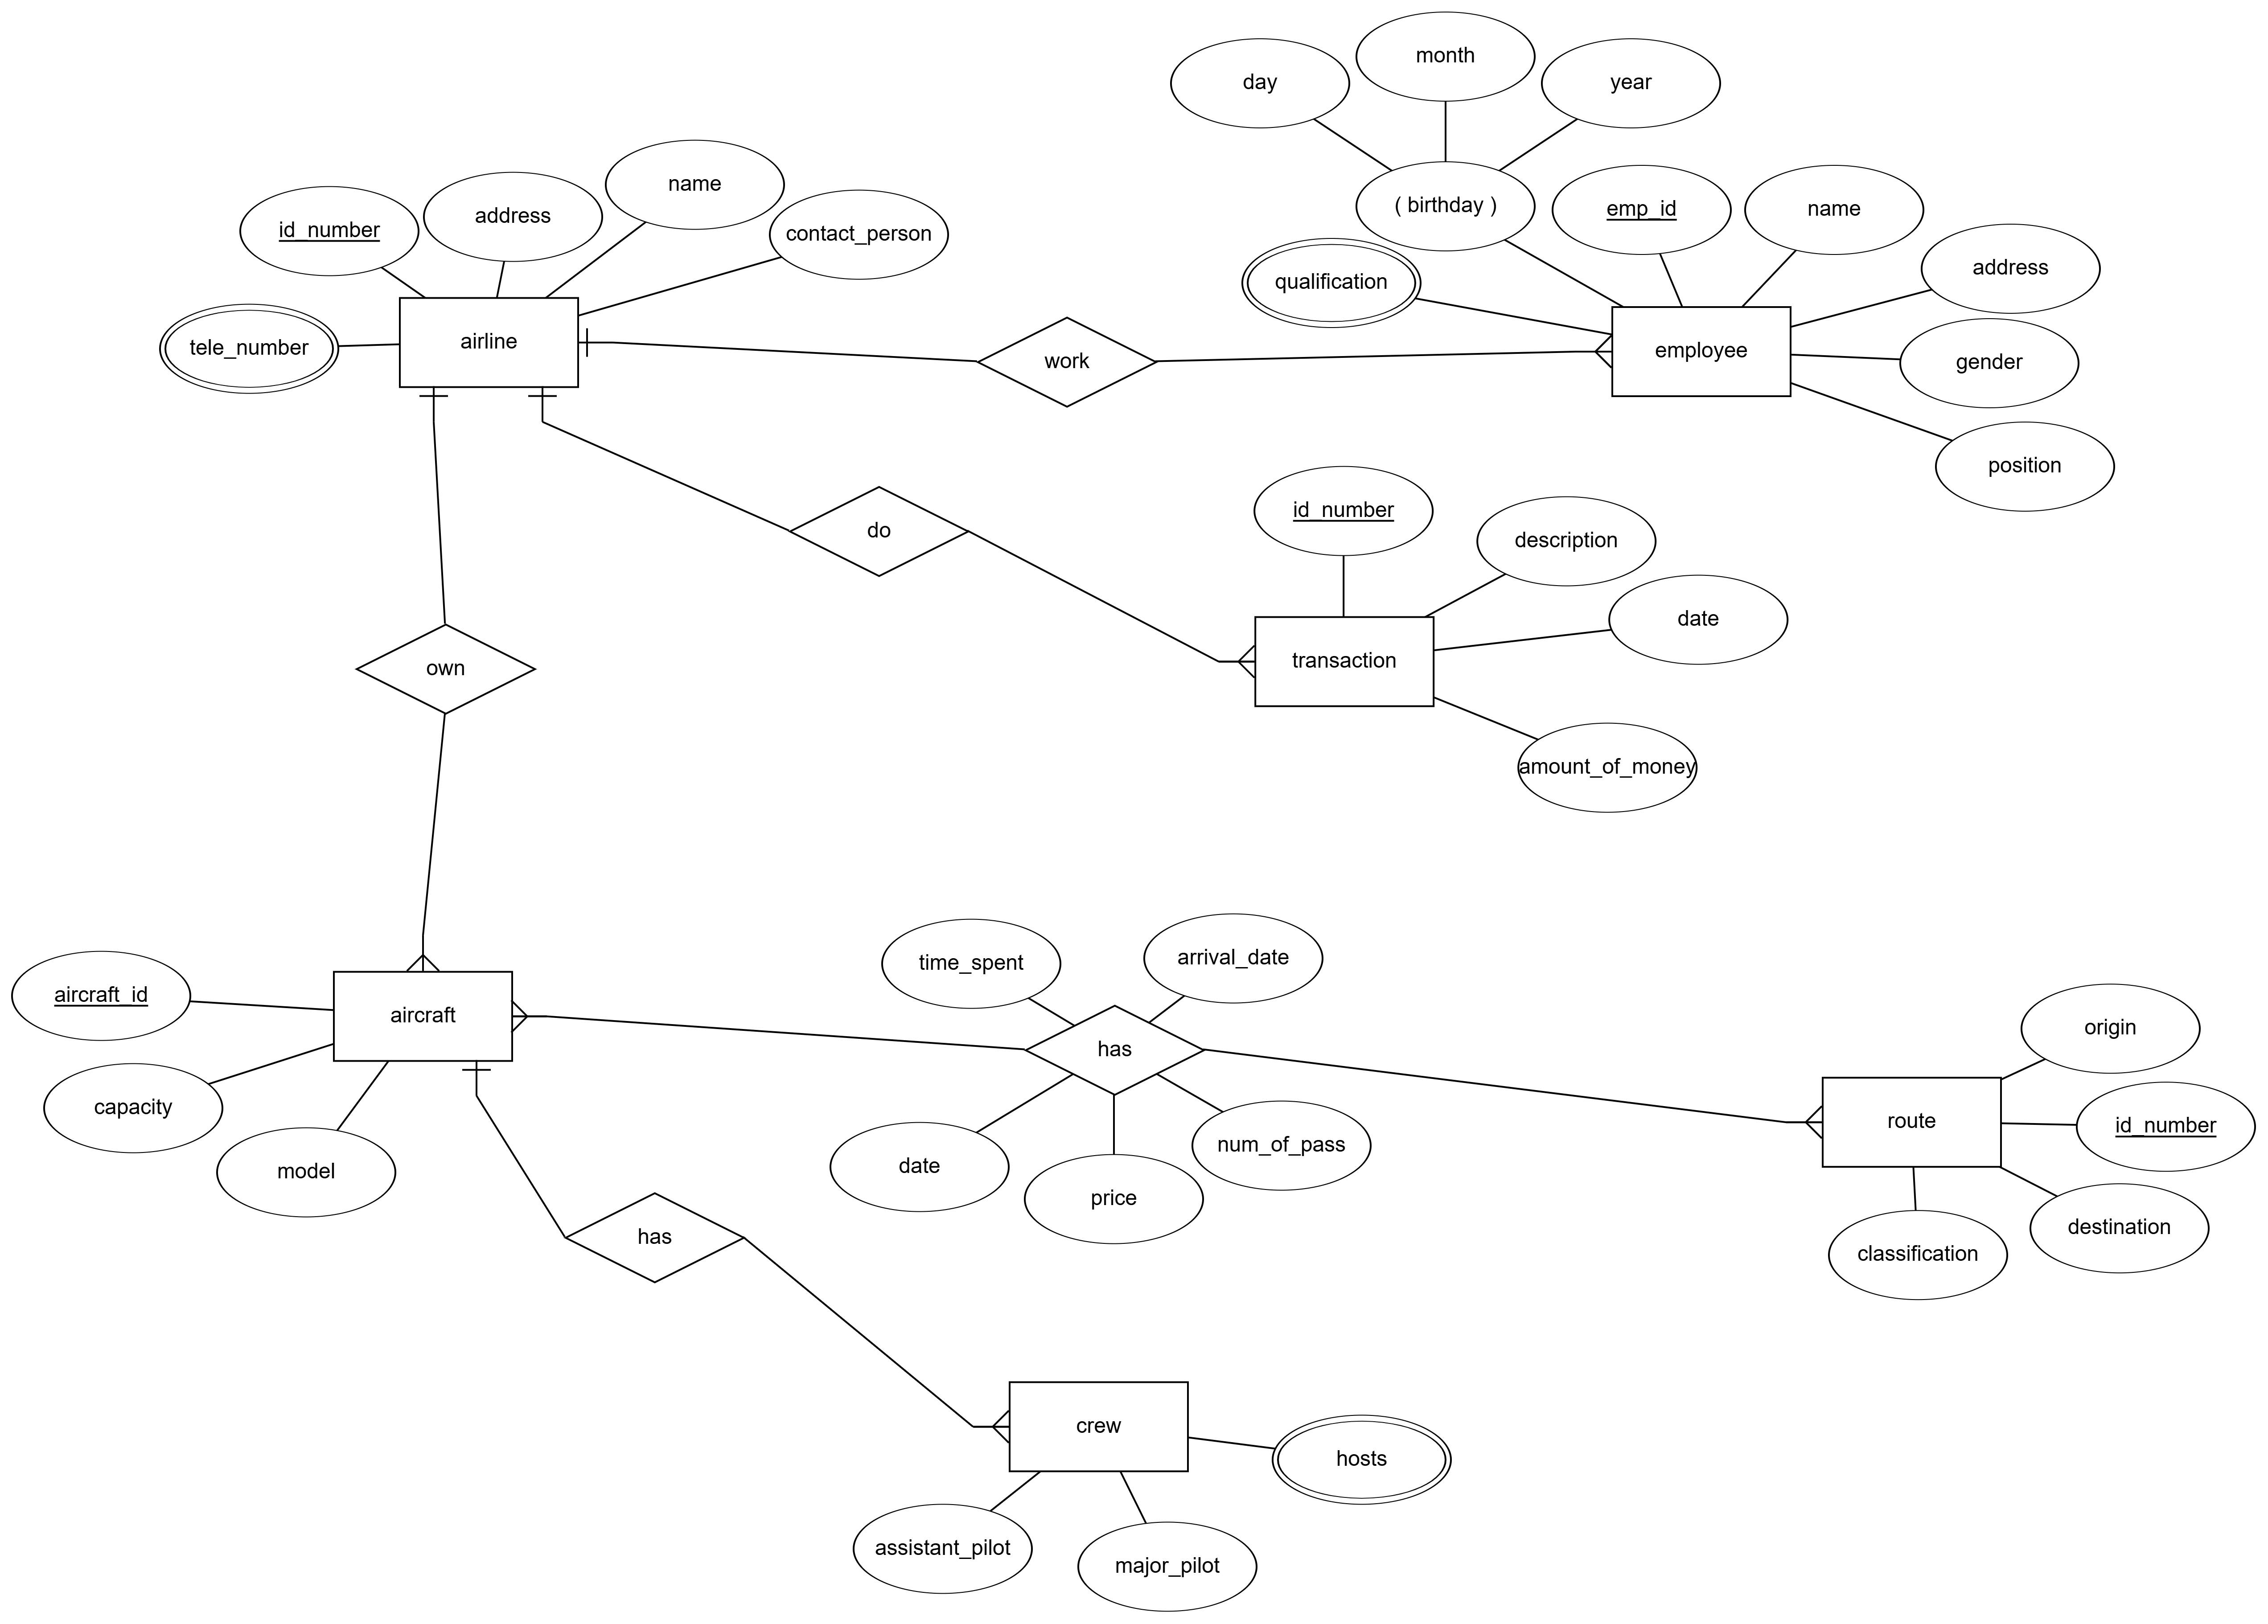 month
day
year
name
id_number
address
contact_person
( birthday )
emp_id
name
qualification
address
tele_number
airline
work
employee
gender
position
id_number
do
description
date
own
transaction
amount_of_money
time_spent
arrival_date
aircraft_id
aircraft
has
origin
capacity
model
date
price
num_of_pass
route
id_number
classification
destination
has
crew
hosts
assistant_pilot
major_pilot